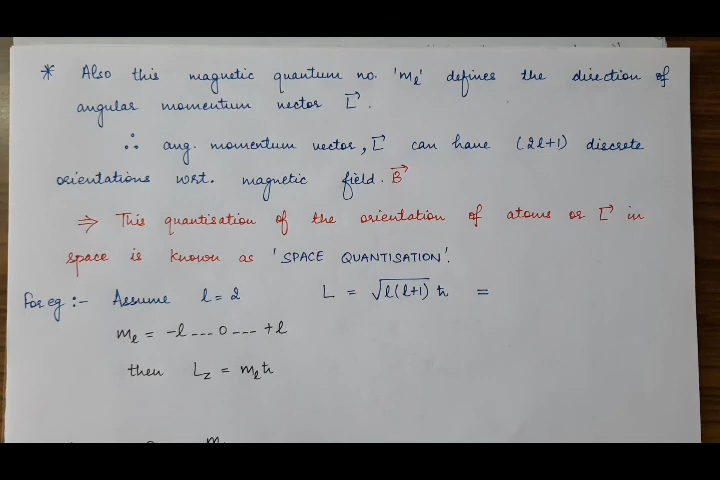 * Also this magnetic quantum no. 'mₗ' defines the direction of
angular momentum vector L⃗.
∴ ang. momentum vector, L⃗ can have (2l+1) discrete
orientations wrt. magnetic field. B⃗
⇒ This quantisation of the orientation of atoms or L⃗ in
space is known as 'SPACE QUANTISATION'.
For eg :- Assume l = 2 L = √l(l+1) ħ =
mₗ = -l --- 0 --- +l
then L_z = mₗħ